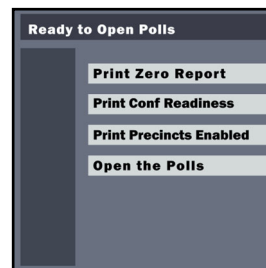 Ready to Open Polls
Print Zero Report
Print Conf Readiness
Print Precincts Enabled
Open the Polls